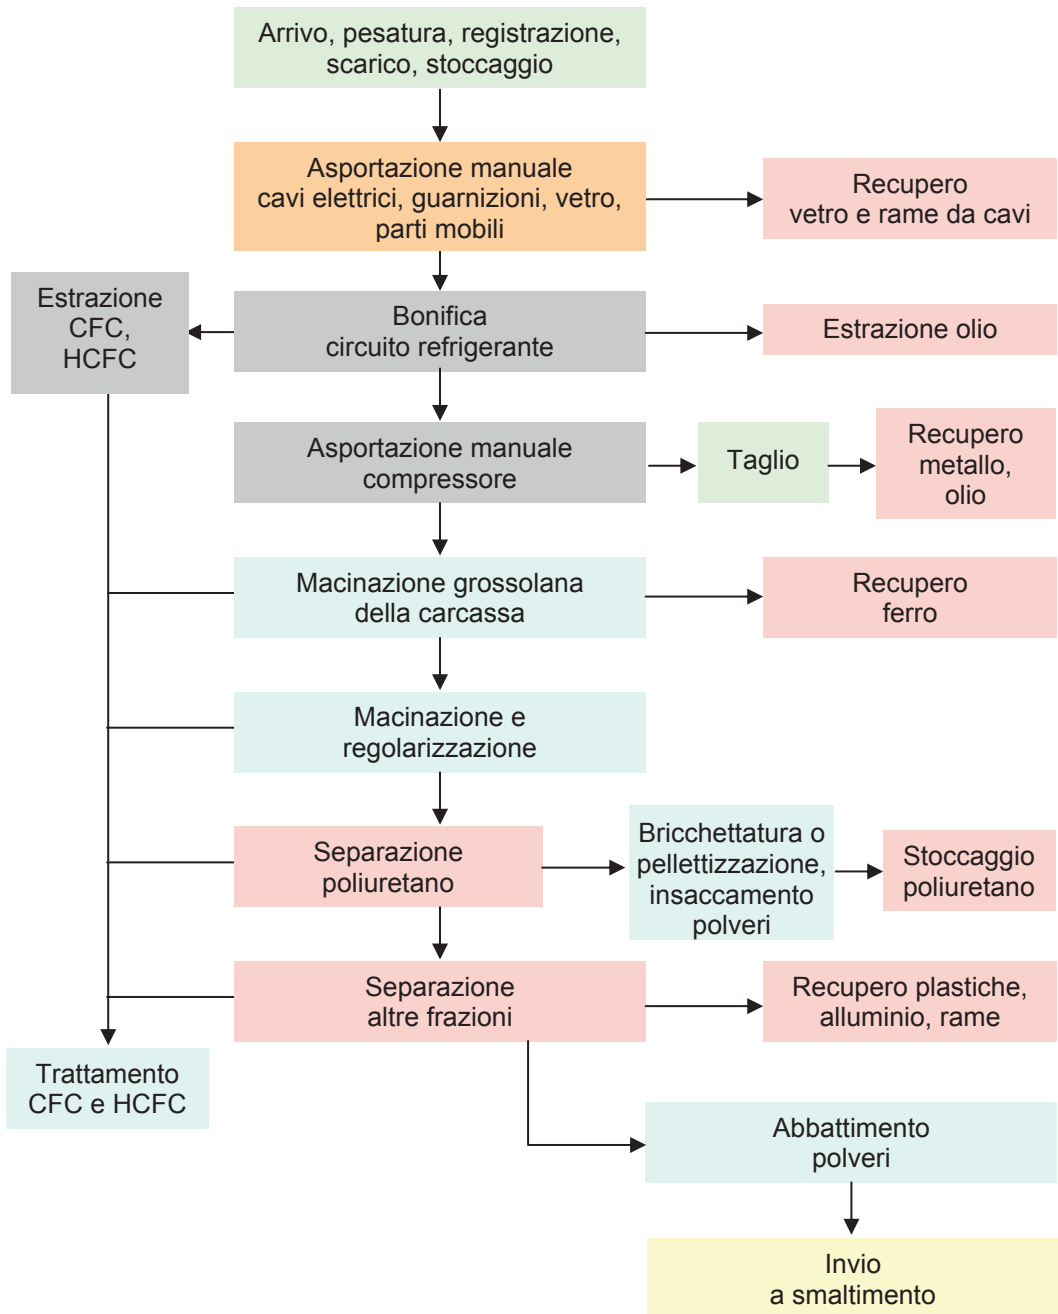 Arrivo, pesatura, registrazione,
scarico, stoccaggio
Asportazione manuale
cavi elettrici, guarnizioni, vetro,
parti mobili
Recupero
vetro e rame da cavi
Estrazione
CFC,
HCFC
Bonifica
circuito refrigerante
Estrazione olio
Asportazione manuale
compressore
Taglio
Recupero
metallo,
olio
Macinazione grossolana
della carcassa
Recupero
ferro
Macinazione e
regolarizzazione
Separazione
poliuretano
Bricchettatura o
pellettizzazione,
insaccamento
polveri
Stoccaggio
poliuretano
Separazione
altre frazioni
Recupero plastiche,
alluminio, rame
Trattamento
CFC e HCFC
Abbattimento
polveri
Invio
a smaltimento